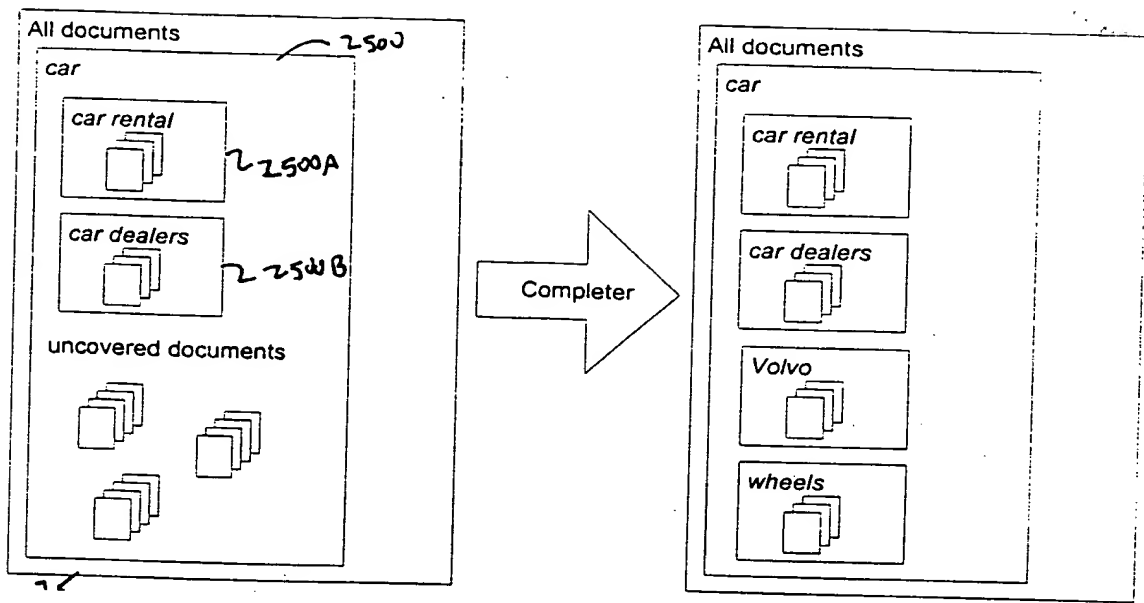 All documents
2500
car
car rental
2500A
car dealers
2500B
uncovered documents
Completer
All documents
car
car rental
car dealers
Volvo
wheels